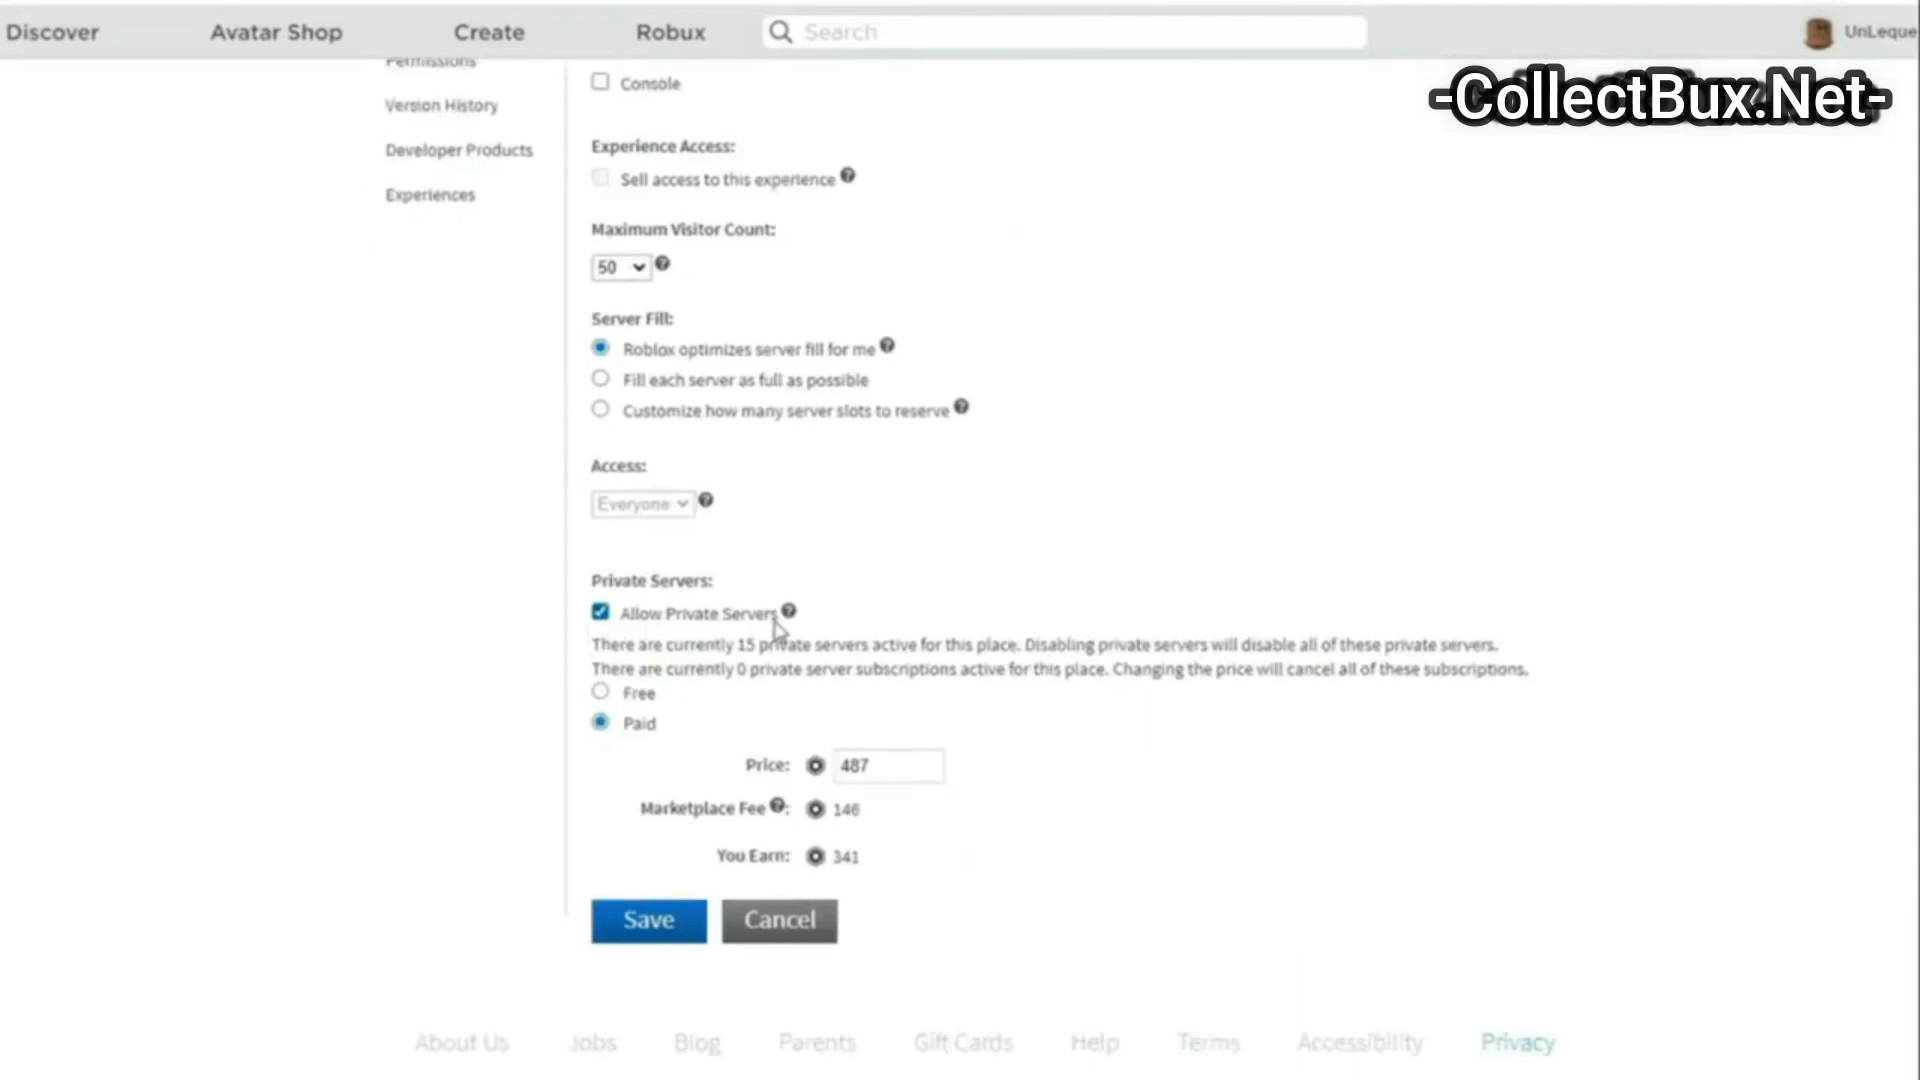 Discover Avatar Shop Create Robux Search UnLeque
-CollectBux.Net-
Permissions
Version History
Developer Products
Experiences
Console
Experience Access:
Sell access to this experience
Maximum Visitor Count:
50
Server Fill:
Roblox optimizes server fill for me
Fill each server as full as possible
Customize how many server slots to reserve
Access:
Everyone
Private Servers:
Allow Private Servers
There are currently 15 private servers active for this place. Disabling private servers will disable all of these private servers.
There are currently 0 private server subscriptions active for this place. Changing the price will cancel all of these subscriptions.
Free
Paid
Price: 487
Marketplace Fee : 146
You Earn: 341
Save Cancel
About Us Jobs Blog Parents Gift Cards Help Terms Accessibility Privacy